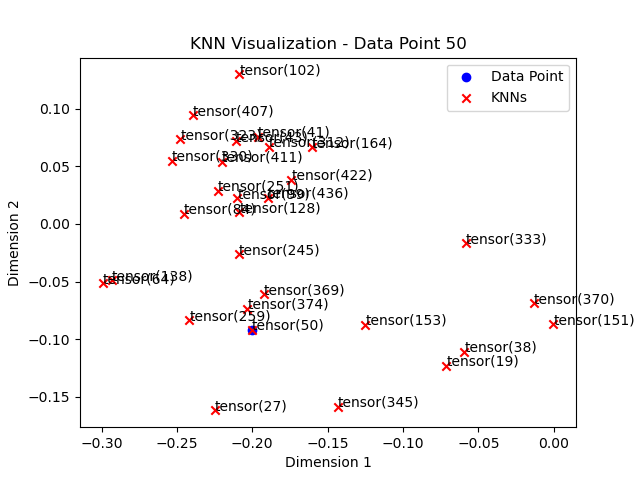 KNN Visualization - Data Point 50
Data Point
KNNs
tensor(102)
tensor(407)
tensor(41)
tensor(312)
tensor(164)
tensor(411)
tensor(422)
tensor(251)
tensor(436)
tensor(128)
tensor(333)
tensor(245)
tensor(138)
tensor(64)
tensor(369)
tensor(370)
tensor(374)
tensor(259)
tensor(50)
tensor(153)
tensor(151)
tensor(38)
tensor(19)
tensor(27)
tensor(345)
0.10
0.05
0.00
−0.05
−0.10
−0.15
Dimension 2
−0.30
−0.25
−0.20
−0.15
−0.10
−0.05
0.00
Dimension 1